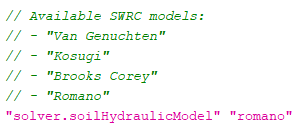 // Available SWRC models:
// - "Van Genuchten"
// - "Kosugi"
// - "Brooks Corey"
// - "Romano"
"solver.soilHydraulicModel" "romano"